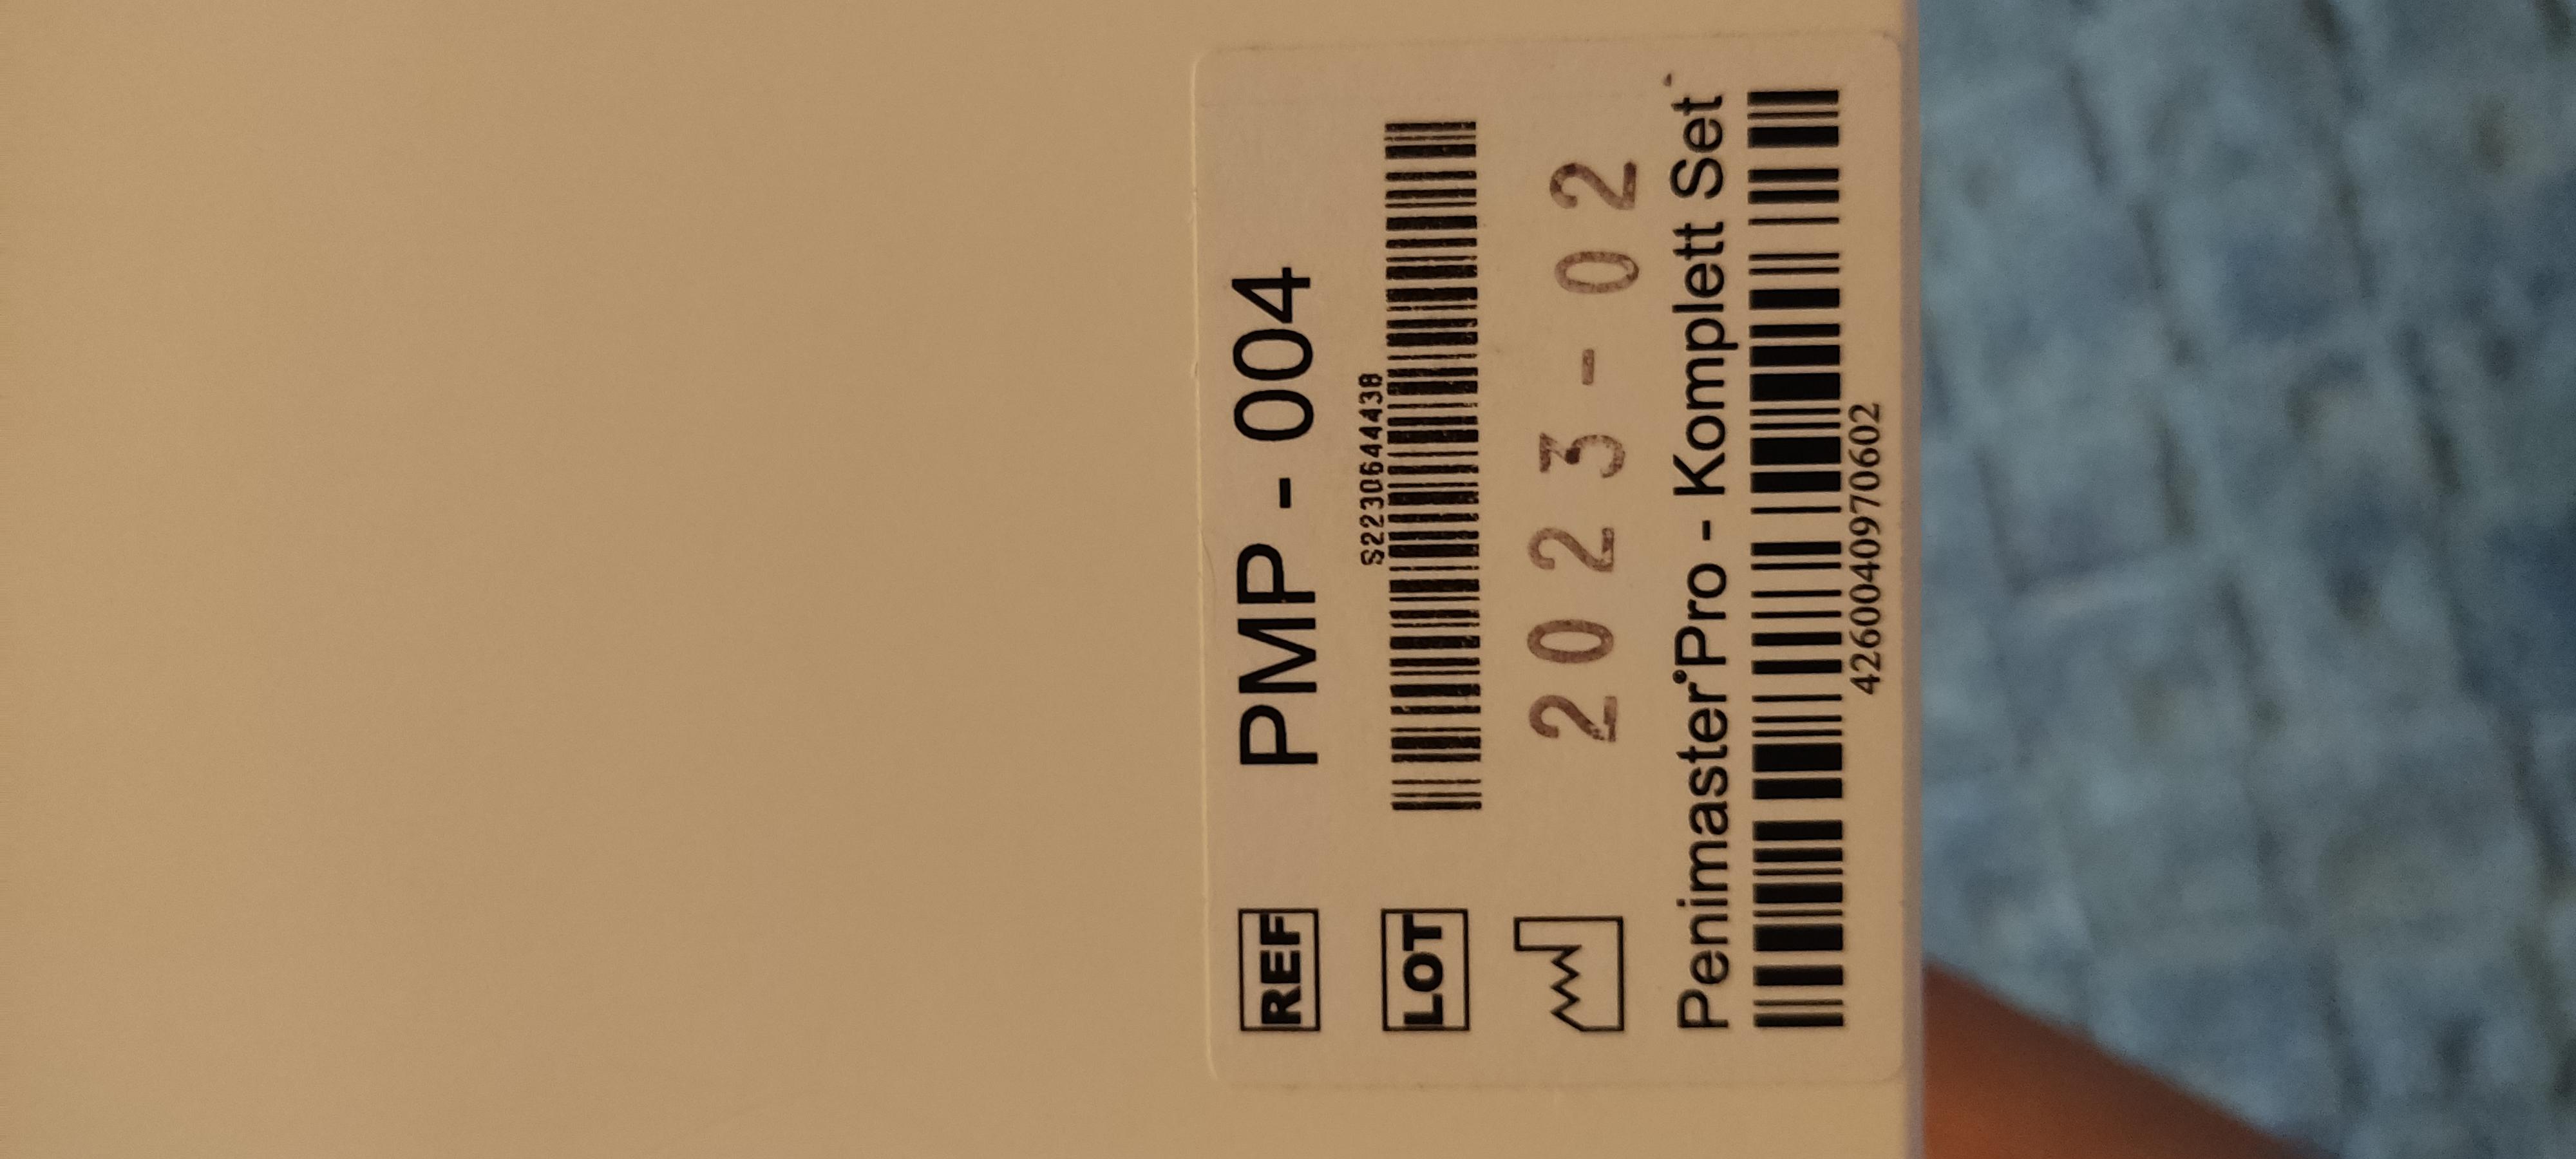 REF PMP - 004
S2230644438
LOT
2023-02
Penimaster®Pro - Komplett Set
4260040970602